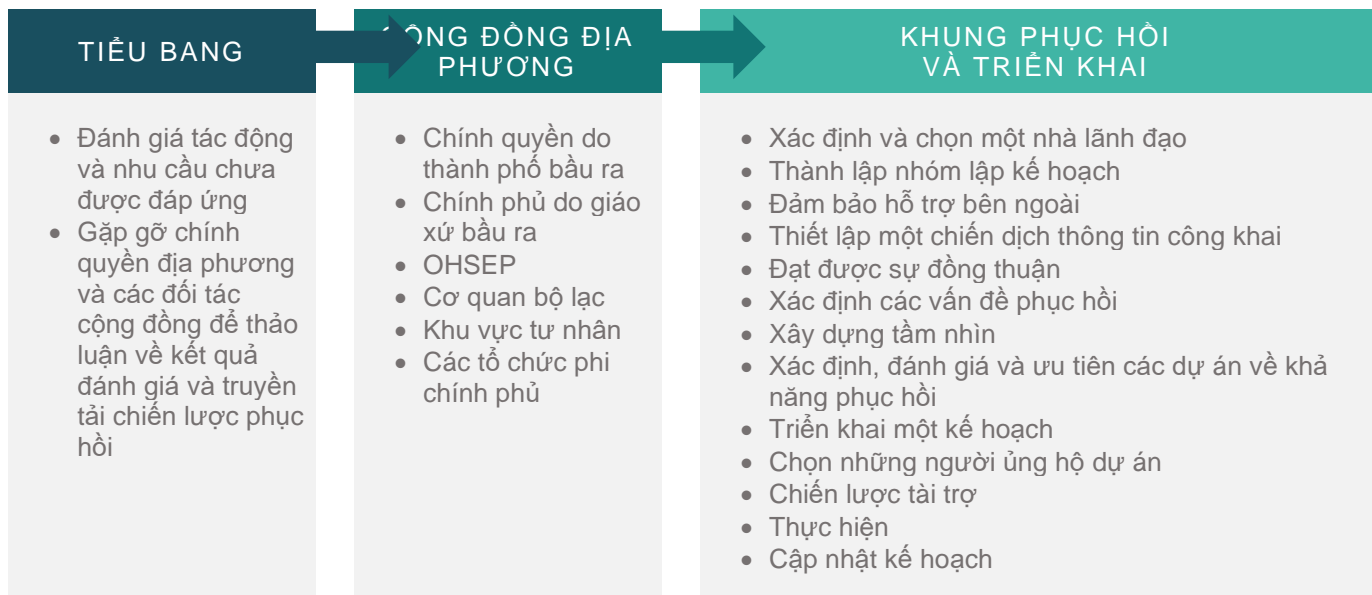 TIỂU BANG
• Đánh giá tác động
và nhu cầu chưa
được đáp ứng
• Gặp gỡ chính
quyền địa phương
và các đối tác
cộng đồng để thảo
luận về kết quả
đánh giá và truyền
tải chiến lược phục
hồi
CỘNG ĐỒNG ĐỊA
PHƯƠNG
• Chính quyền do
thành phố bầu ra
• Chính phủ do giáo
xứ bầu ra
• OHSEP
• Cơ quan bộ lạc
• Khu vực tư nhân
• Các tổ chức phi
chính phủ
KHUNG PHỤC HỒI
VÀ TRIỂN KHAI
• Xác định và chọn một nhà lãnh đạo
• Thành lập nhóm lập kế hoạch
• Đảm bảo hỗ trợ bên ngoài
• Thiết lập một chiến dịch thông tin công khai
• Đạt được sự đồng thuận
• Xác định các vấn đề phục hồi
• Xây dựng tầm nhìn
• Xác định, đánh giá và ưu tiên các dự án về khả
năng phục hồi
• Triển khai một kế hoạch
• Chọn những người ủng hộ dự án
• Chiến lược tài trợ
• Thực hiện
• Cập nhật kế hoạch